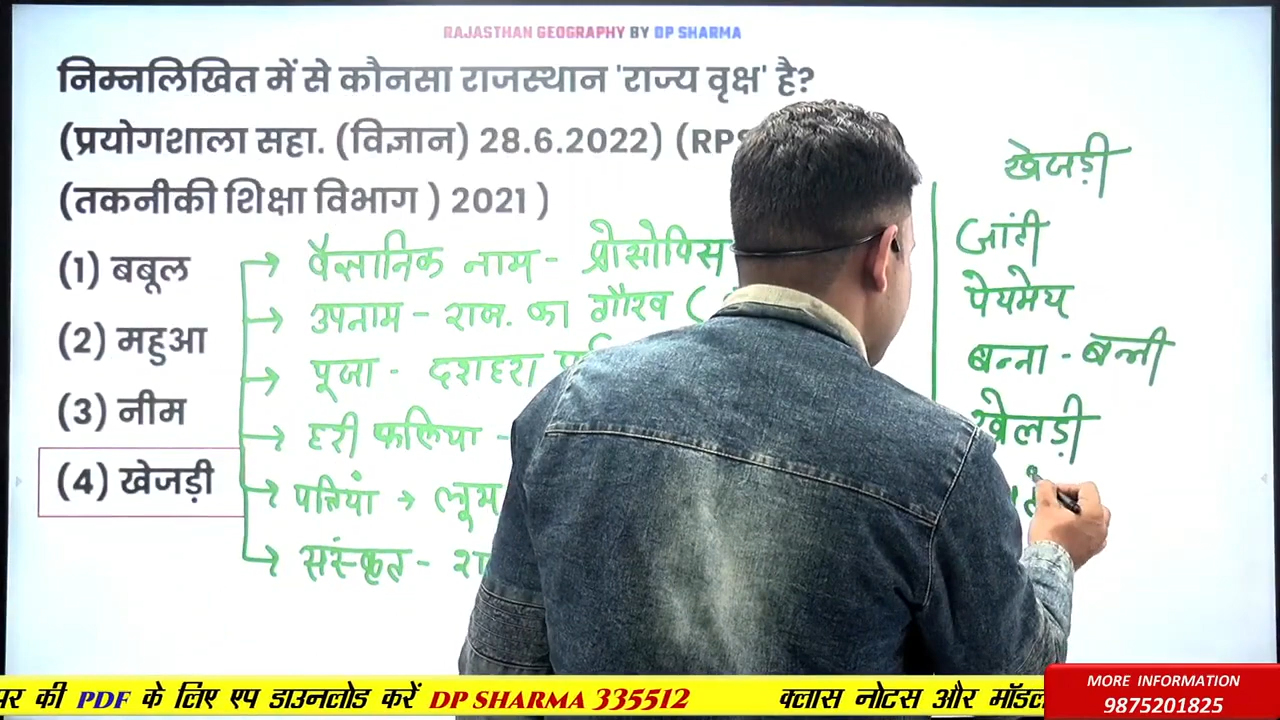 RAJASTHAN GEOGRAPHY BY DP SHARMA
निम्नलिखित में से कौनसा राजस्थान 'राज्य वृक्ष' है?
(प्रयोगशाला सहा. (विज्ञान) 28.6.2022) (RPS
(तकनीकी शिक्षा विभाग ) 2021 )
(1) बबूल
(2) महुआ
(3) नीम
(4) खेजड़ी
वैज्ञानिक नाम - प्रोसोपिस
उपनाम - राज. का गौरव (
पूजा - दशहरा
हरी फलिया -
पत्तियां → लूम
संस्कृत -
खेजड़ी
जांटी
पेयमेय
बन्ना - बन्नी
खेलड़ी
पर की PDF के लिए एप डाउनलोड करें DP SHARMA 335512 क्लास नोटस और मॉडल
MORE INFORMATION
9875201825